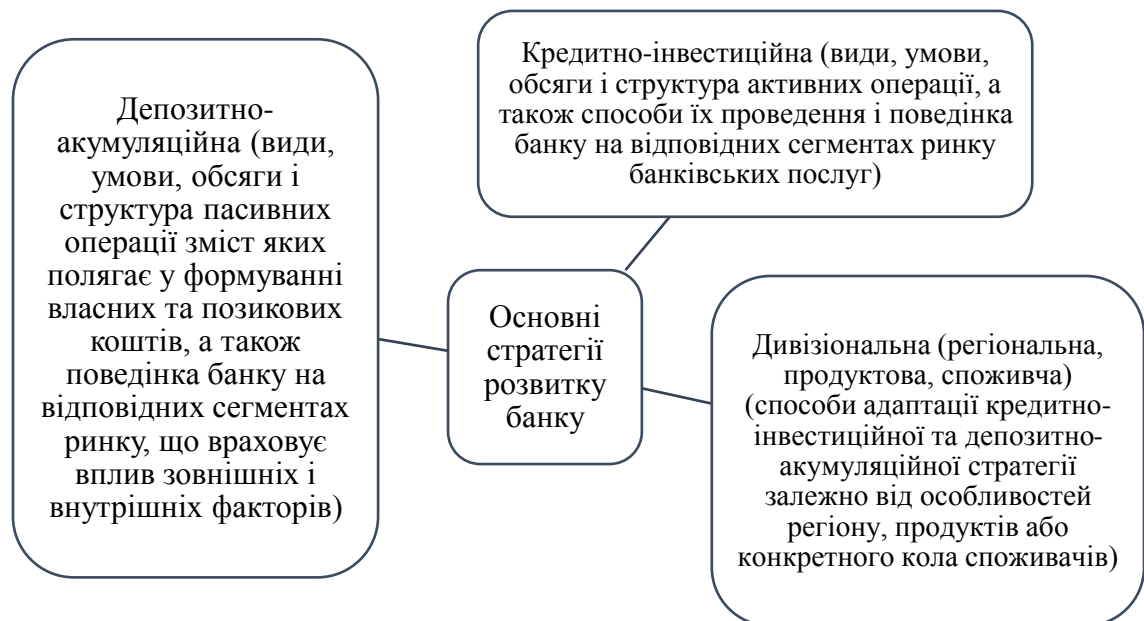 Депозитно-
акумуляційна (види,
умови, обсяги і
структура пасивних
операції зміст яких
полягає у формуванні
власних та позикових
коштів, а також
поведінка банку на
відповідних сегментах
ринку, що враховує
вплив зовнішніх і
внутрішніх факторів)
Кредитно-інвестиційна (види, умови,
обсяги і структура активних операції, а
також способи їх проведення і поведінка
банку на відповідних сегментах ринку
банківських послуг)
Основні
стратегії
розвитку
банку
Дивізіональна (регіональна,
продуктова, споживча)
(способи адаптації кредитно-
інвестиційної та депозитно-
акумуляційної стратегії
залежно від особливостей
регіону, продуктів або
конкретного кола споживачів)